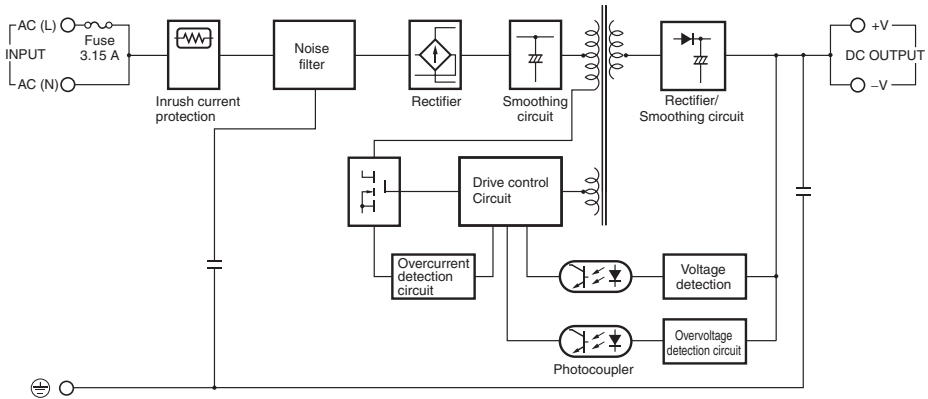 AC (L)
Fuse
3.15 A
INPUT
AC (N)
Inrush current
protection
Noise
filter
Rectifier
Smoothing
circuit
Rectifier/
Smoothing circuit
+V
DC OUTPUT
–V
Drive control
Circuit
Overcurrent
detection
circuit
Voltage
detection
Overvoltage
detection circuit
Photocoupler